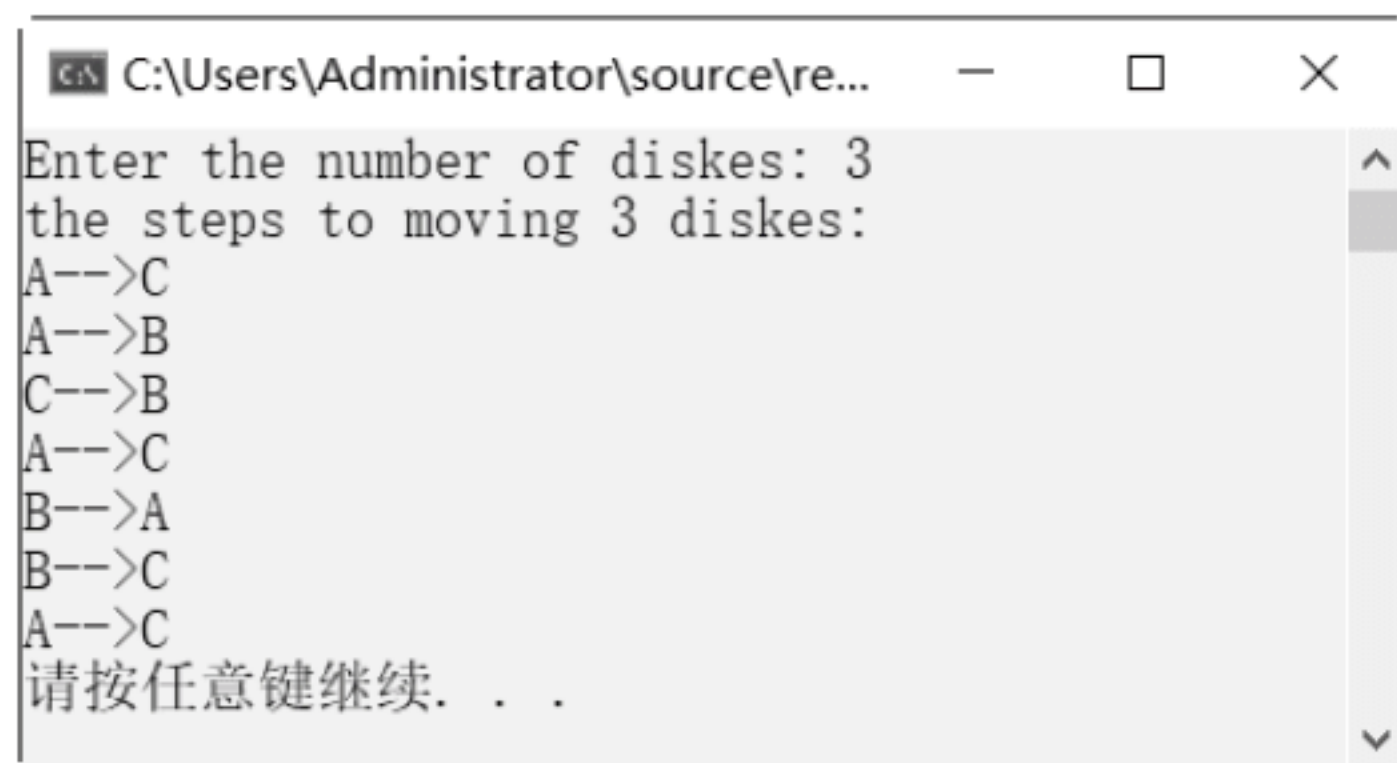 C:\Users\Administrator\source\re...
Enter the number of diskes: 3
the steps to moving 3 diskes:
A-->C
A-->B
C-->B
A-->C
B-->A
B-->C
A-->C
请按任意键继续. . .